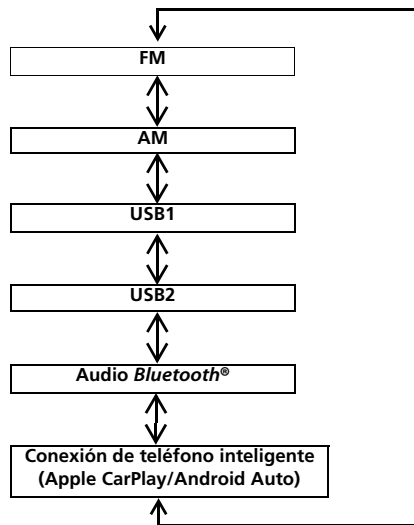 FM
AM
USB1
USB2
Audio Bluetooth®
Conexión de teléfono inteligente
(Apple CarPlay/Android Auto)